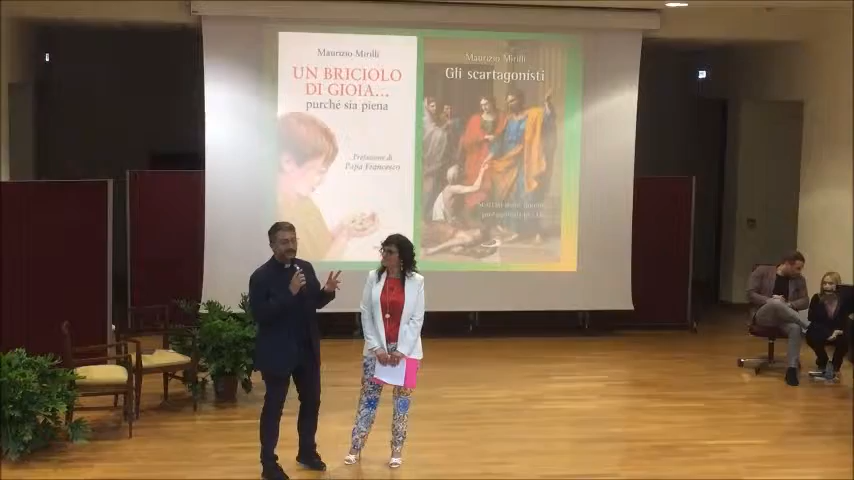 Maurizio Mirilli
UN BRICIOLO
DI GIOIA...
purché sia piena
Prefazione di
Papa Francesco
Maurizio Mirilli
Gli scartagonisti